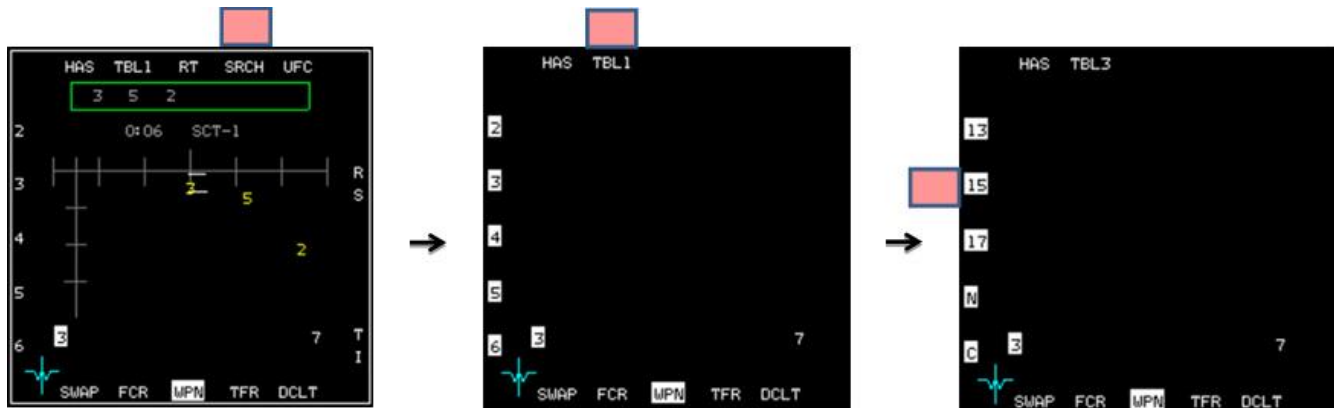 HAS TBL1 RT SRCH UFC
3 5 2
0:06 SCT-1
2
R
S
3
3
5
4
2
5
6
3
7
T
I
SWAP FCR WPN TFR DCLT
HAS TBL1
2
3
4
5
6
3
7
SWAP FCR WPN TFR DCLT
HAS TBL3
13
15
17
N
C
3
7
SWAP FCR WPN TFR DCLT